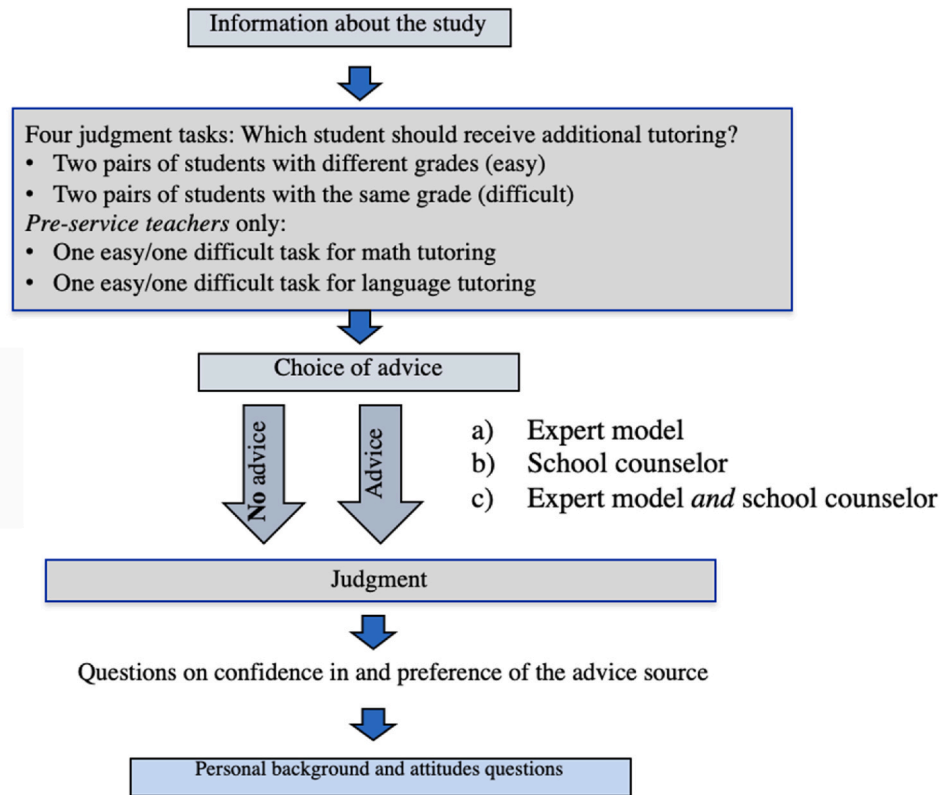 Information about the study
Four judgment tasks: Which student should receive additional tutoring?
• Two pairs of students with different grades (easy)
• Two pairs of students with the same grade (difficult)
Pre-service teachers only:
• One easy/one difficult task for math tutoring
• One easy/one difficult task for language tutoring
Choice of advice
No advice
Advice
a) Expert model
b) School counselor
c) Expert model and school counselor
Judgment
Questions on confidence in and preference of the advice source
Personal background and attitudes questions